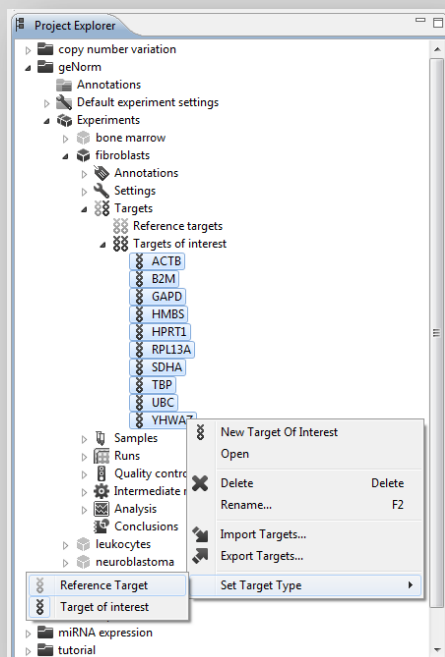 Project Explorer
copy number variation
geNorm
Annotations
Default experiment settings
Experiments
bone marrow
fibroblasts
Annotations
Settings
Targets
Reference targets
Targets of interest
ACTB
B2M
GAPD
HMBS
HPRT1
RPL13A
SDHA
TBP
UBC
YHWAZ
New Target Of Interest
Samples
Open
Runs
Quality contro
Delete Delete
Intermediate r
Rename... F2
Analysis
Conclusions
Import Targets...
leukocytes
Export Targets...
neuroblastoma
Reference Target
Set Target Type
Target of interest
miRNA expression
tutorial